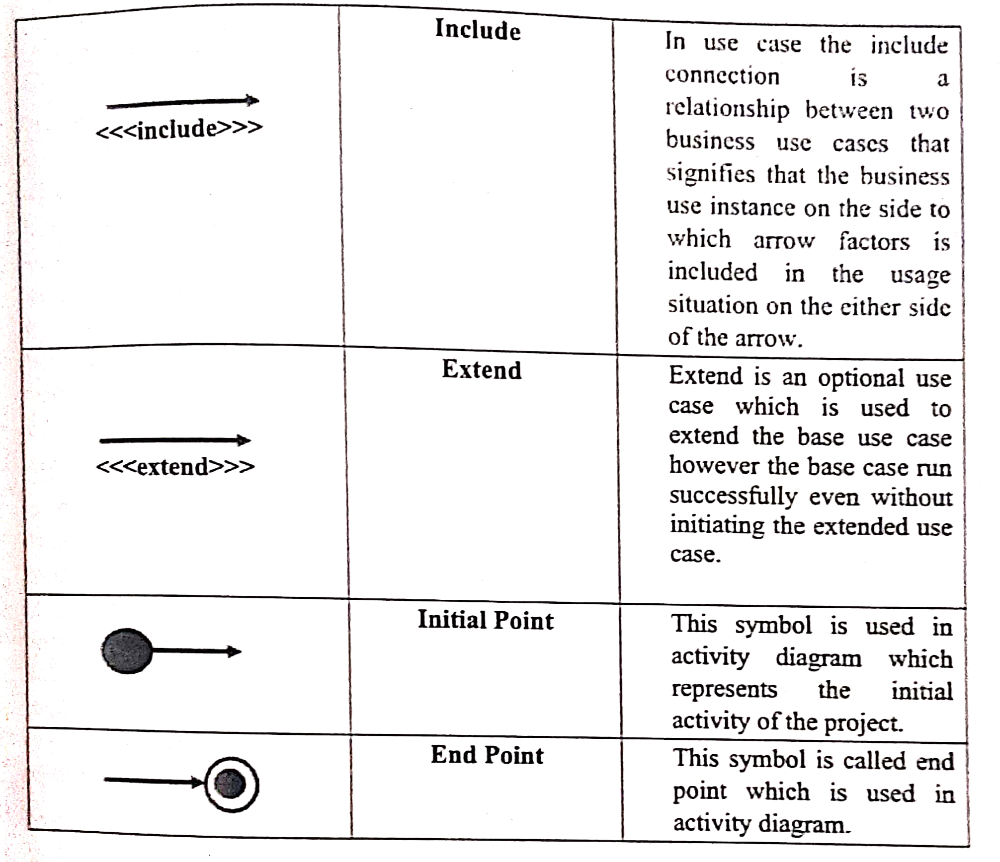 Include
<<<include>>>
In use case the include
connection is a
relationship between two
business use cases that
signifies that the business
use instance on the side to
which arrow factors is
included in the usage
situation on the either side
of the arrow.
Extend
<<<extend>>>
Extend is an optional use
case which is used to
extend the base use case
however the base case run
successfully even without
initiating the extended use
case.
Initial Point
This symbol is used in
activity diagram which
represents the initial
activity of the project.
End Point
This symbol is called end
point which is used in
activity diagram.